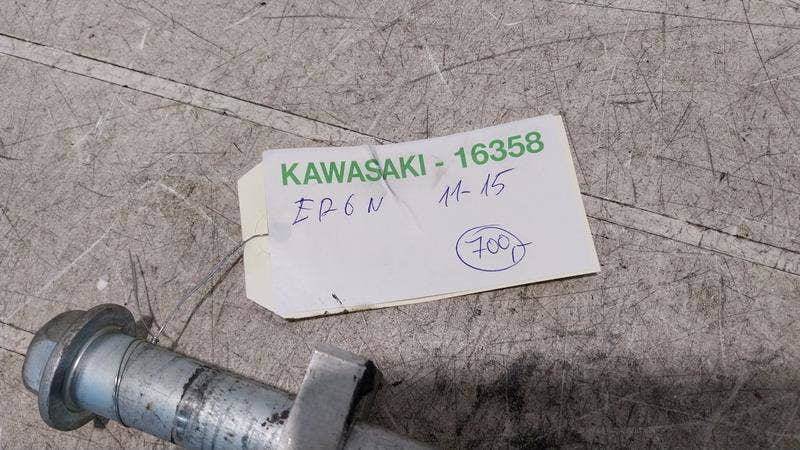 KAWASAKI - 16358
ER6N 11-15
700,-